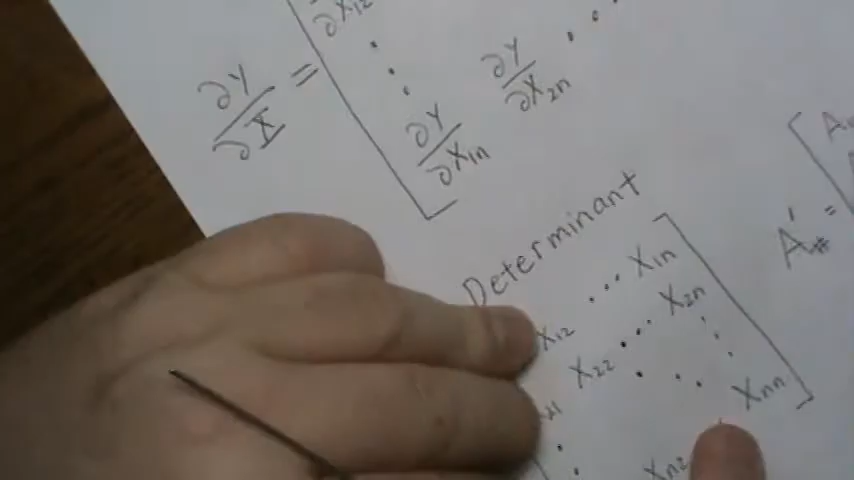 ∂X₁₂
∂Y/∂X = ∂Y/∂X₁ₙ ∂Y/∂X₂ₙ ...
Determinant
X₁₂ ... X₁ₙ
X₂₂ ... X₂ₙ
Xₙₙ
Xₙ₂
A'# =